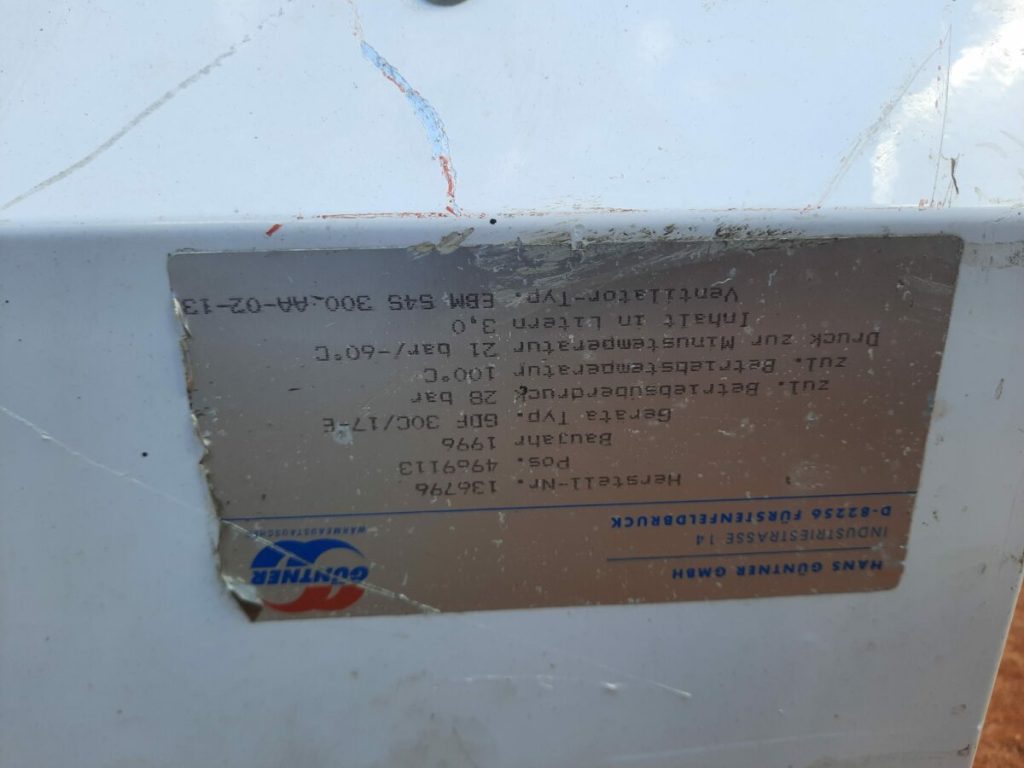 HANS GÜNTNER GMBH
INDUSTRIESTRASSE 14
D-82256 FÜRSTENFELDBRUCK
GÜNTNER
WÄRMEAUSTAUSCHER
Herstell-Nr. 136796
Pos. 4969113
Baujahr 1996
Gerata Typ. GDF 30C/17-E
zul. Betriebsüberdruck 28 bar
zul. Betriebstemperatur 100°C
Druck zur Minustemperatur 21 bar/-60°C
Inhalt in Litern 3,0
Ventilator-Typ. EBM S4S 300-AA-02-13